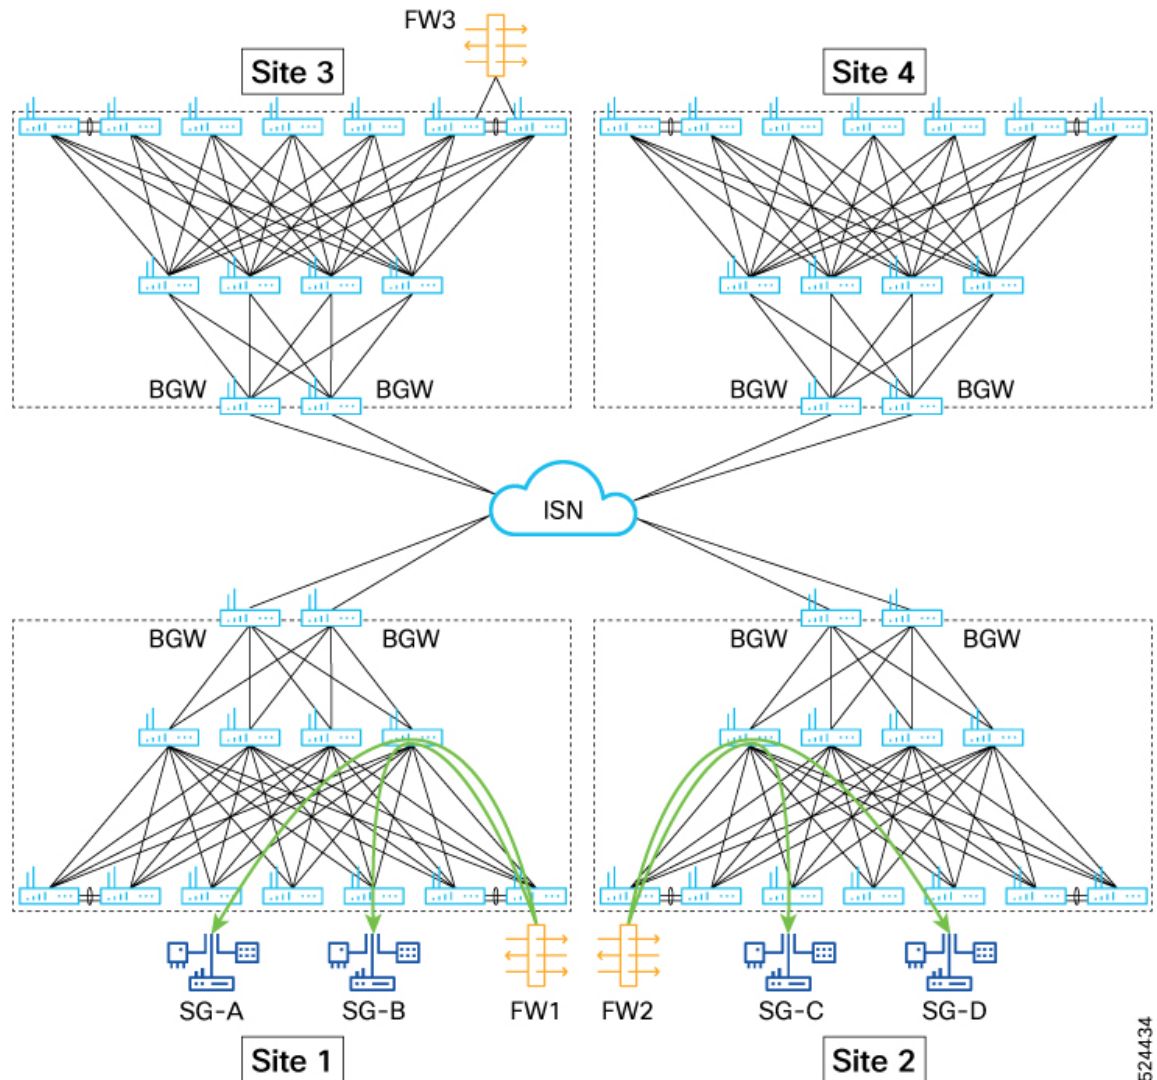 FW3
Site 3
Site 4
BGW
BGW
BGW
BGW
ISN
BGW
BGW
BGW
BGW
SG-A
SG-B
FW1
FW2
SG-C
SG-D
Site 1
Site 2
524434